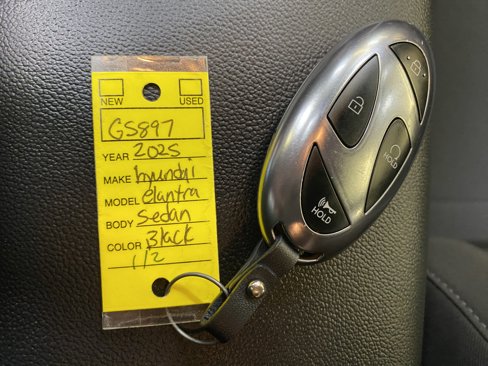 NEW USED
GS897
YEAR 2025
MAKE hyundai
MODEL elantra
BODY Sedan
COLOR Black
1/2
HOLD
HOLD